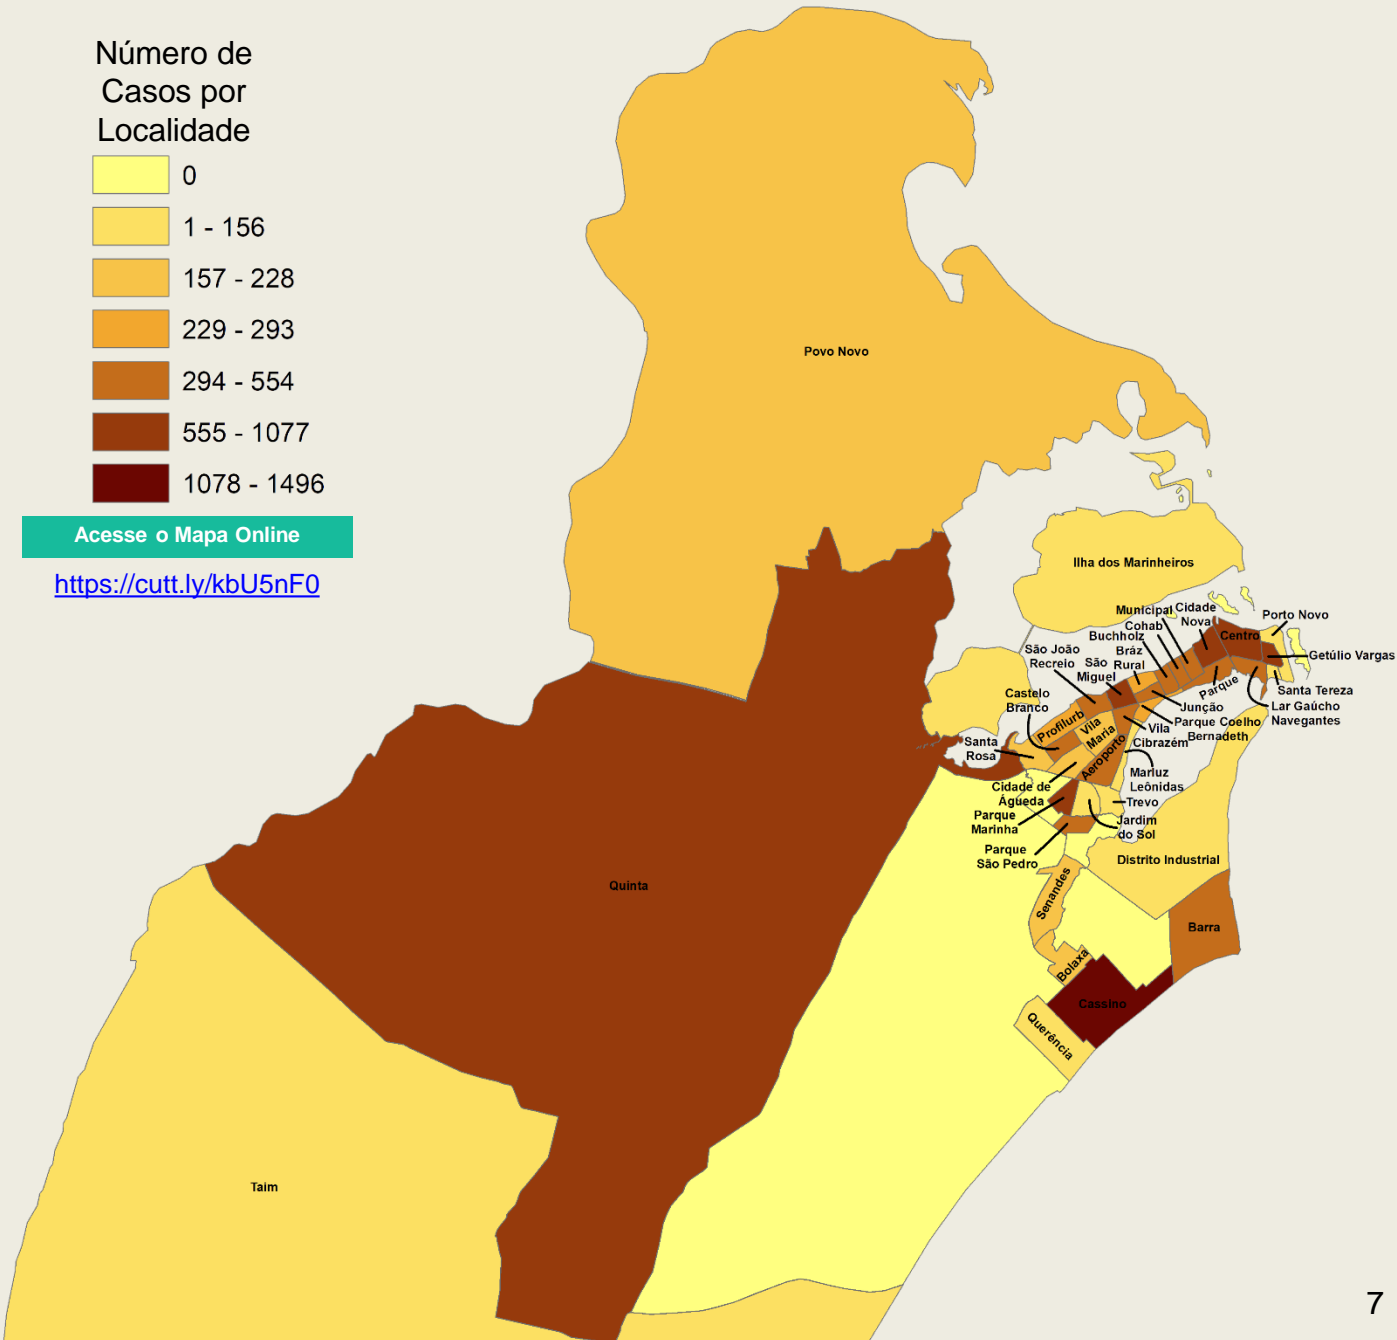 Número de
Casos por
Localidade
0
1 - 156
157 - 228
229 - 293
294 - 554
555 - 1077
1078 - 1496
Acesse o Mapa Online
https://cutt.ly/kbU5nF0
Povo Novo
Ilha dos Marinheiros
Municipal
Cidade
Nova
Porto Novo
Cohab
Buchholz
Centro
Getúlio Vargas
Bráz
Rural
São João
Recreio
São
Miguel
Parque
Santa Tereza
Lar Gaúcho
Navegantes
Castelo
Branco
Junção
Parque Coelho
Bernadeth
Profilurb
Vila
Maria
Vila
Cibrazém
Santa
Rosa
Aeroporto
Marluz
Leônidas
Cidade de
Águeda
Trevo
Parque
Marinha
Jardim
do Sol
Parque
São Pedro
Distrito Industrial
Quinta
Senandes
Barra
Bolaxa
Cassino
Querência
Taim
7